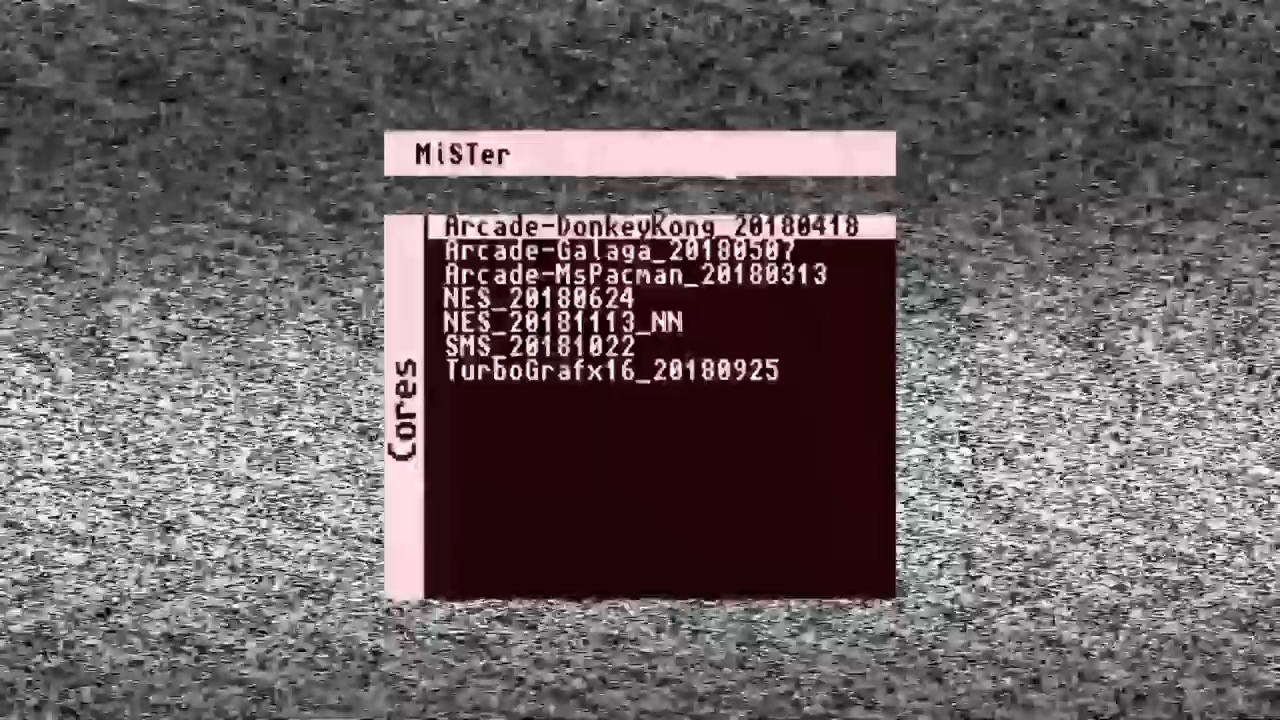 MiSTer
Cores
Arcade-DonkeyKong_20180418
Arcade-Galaga_20180507
Arcade-MsPacman_20180313
NES_20180624
NES_20181113_NN
SMS_20181022
TurboGrafx16_20180925